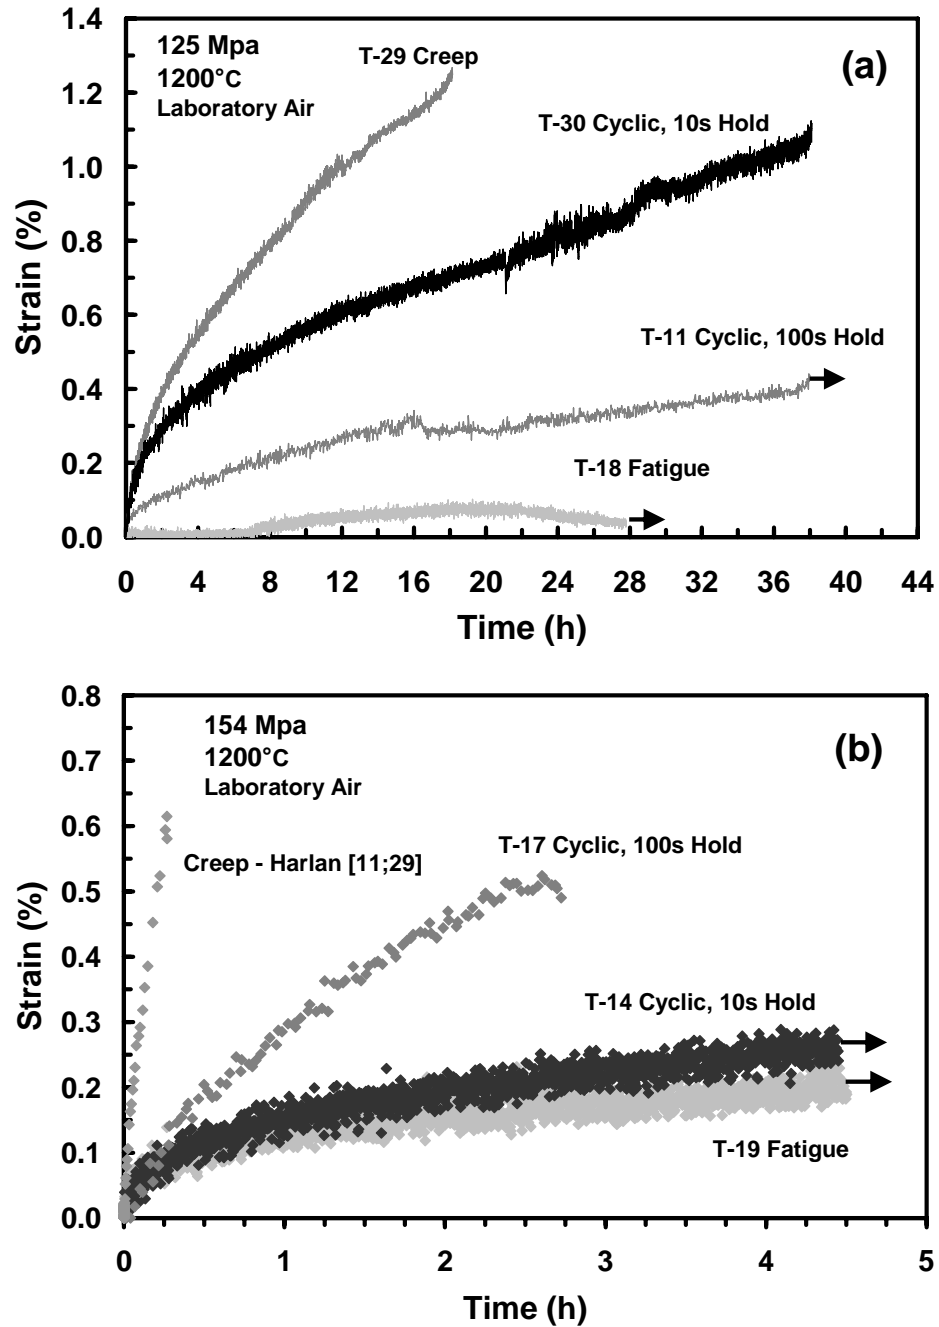 1.4
125 Mpa
1200°C
Laboratory Air
T-29 Creep
(a)
1.2
T-30 Cyclic, 10s Hold
1.0
0.8
Strain (%)
0.6
T-11 Cyclic, 100s Hold
0.4
T-18 Fatigue
0.2
0.0
0 4 8 12 16 20 24 28 32 36 40 44
Time (h)
0.8
154 Mpa
1200°C
Laboratory Air
(b)
0.7
0.6
Creep - Harlan [11;29]
T-17 Cyclic, 100s Hold
0.5
0.4
Strain (%)
0.3
T-14 Cyclic, 10s Hold
0.2
T-19 Fatigue
0.1
0.0
0 1 2 3 4 5
Time (h)